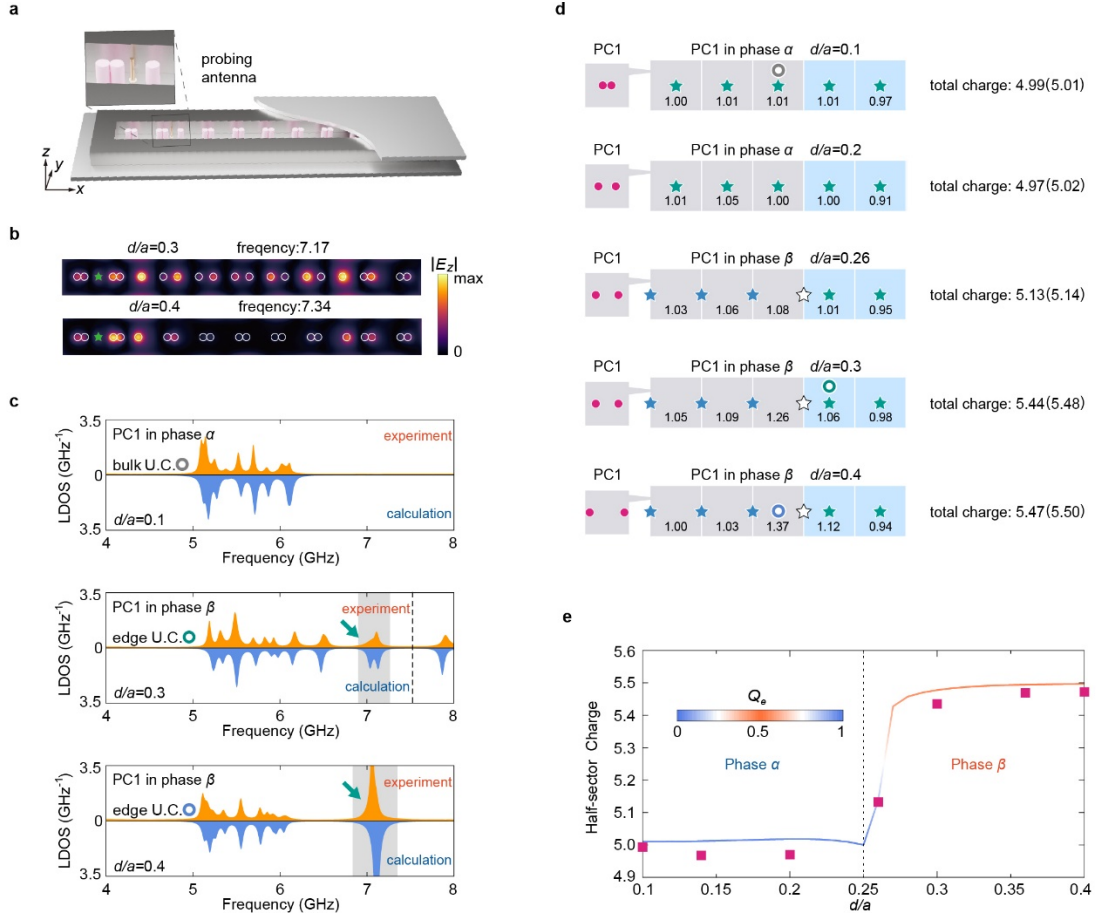 a
probing
antenna
z
y
x
b
d/a=0.3 freqency:7.17
d/a=0.4 freqency:7.34
|E_z|
max
0
c
3.5
0
3.5
LDOS (GHz⁻¹)
PC1 in phase α
bulk U.C.
d/a=0.1
experiment
calculation
4 5 6 7 8
Frequency (GHz)
3.5
0
3.5
LDOS (GHz⁻¹)
PC1 in phase β
edge U.C.
d/a=0.3
experiment
calculation
4 5 6 7 8
Frequency (GHz)
3.5
0
3.5
LDOS (GHz⁻¹)
PC1 in phase β
edge U.C.
d/a=0.4
experiment
calculation
4 5 6 7 8
Frequency (GHz)
d
PC1 PC1 in phase α d/a=0.1
1.00 1.01 1.01 1.01 0.97
total charge: 4.99(5.01)
PC1 PC1 in phase α d/a=0.2
1.01 1.05 1.00 1.00 0.91
total charge: 4.97(5.02)
PC1 PC1 in phase β d/a=0.26
1.03 1.06 1.08 1.01 0.95
total charge: 5.13(5.14)
PC1 PC1 in phase β d/a=0.3
1.05 1.09 1.26 1.06 0.98
total charge: 5.44(5.48)
PC1 PC1 in phase β d/a=0.4
1.00 1.03 1.37 1.12 0.94
total charge: 5.47(5.50)
e
Half-sector Charge
5.6
5.5
5.4
5.3
5.2
5.1
5.0
4.9
Q_e
0 0.5 1
Phase α
Phase β
0.1 0.15 0.2 0.25 0.3 0.35 0.4
d/a